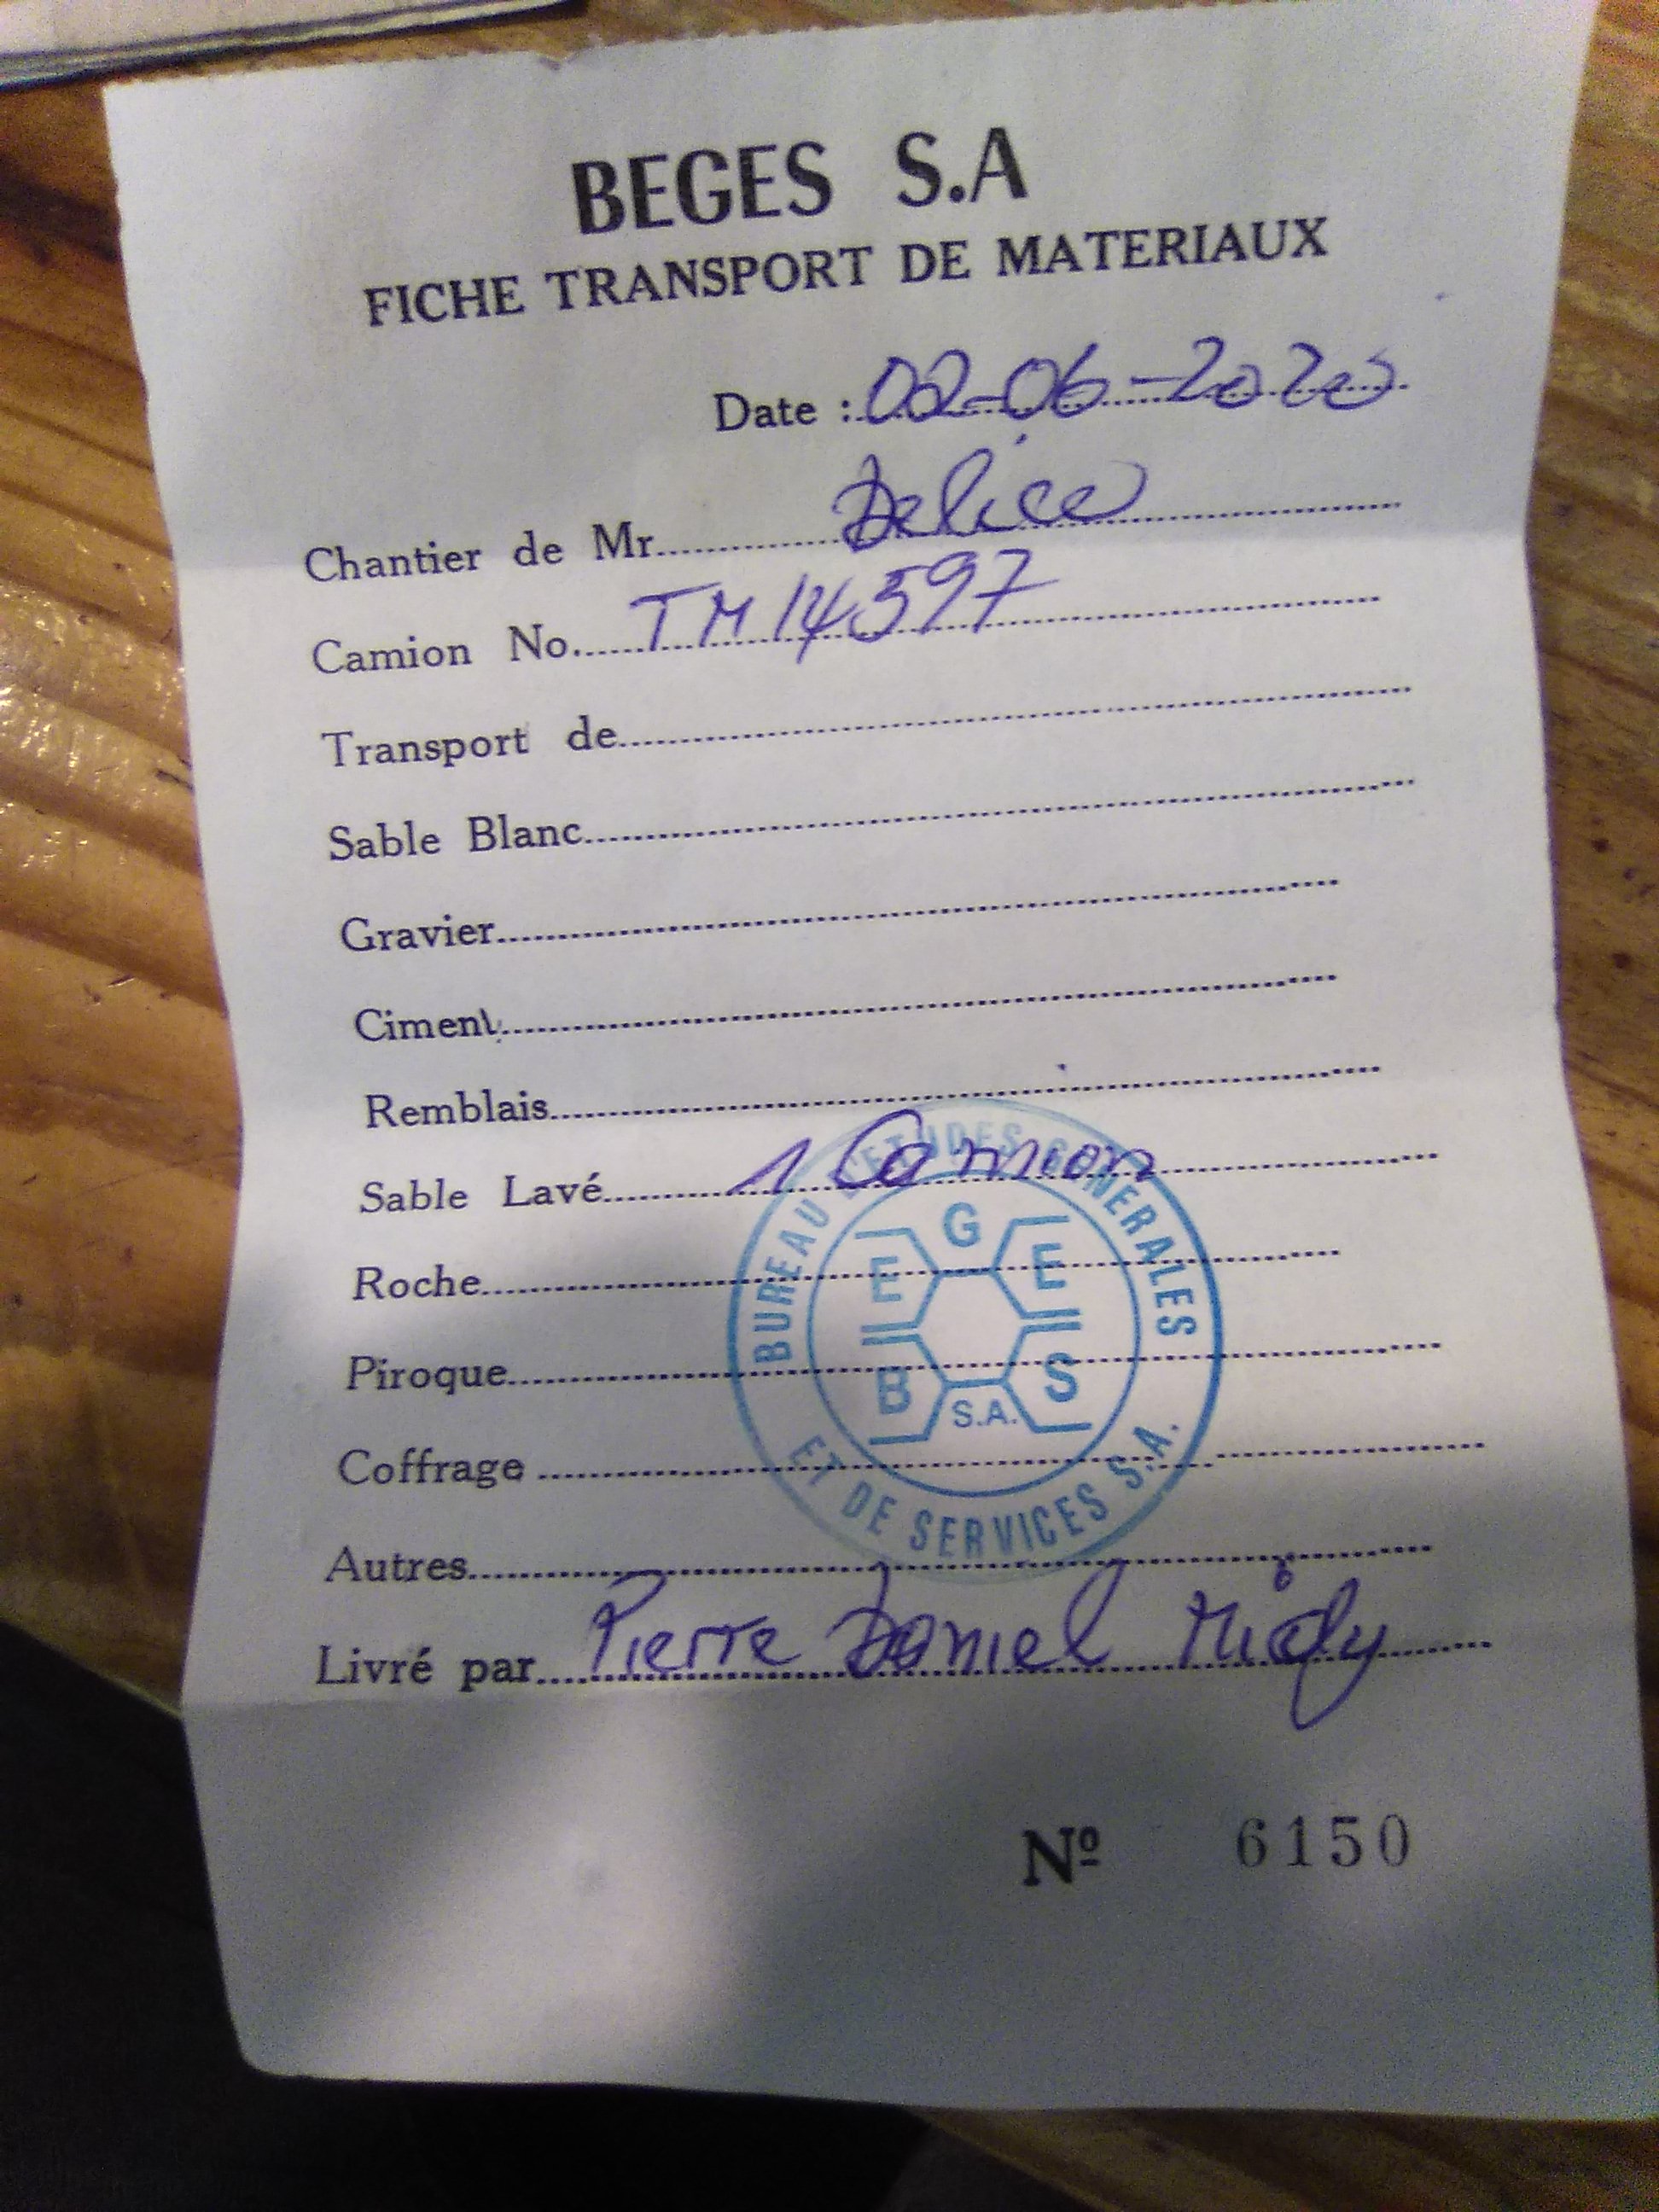 BEGES S.A
FICHE TRANSPORT DE MATERIAUX
Date : 02-06-2020
Chantier de Mr Delice
Camion No. TM 14597
Transport de
Sable Blanc
Gravier
Ciment
Remblais
Sable Lavé 1 Camion
Roche
Piroque
Coffrage
Autres
Livré par Pierre Daniel
Nº 6150
BUREAU D'ETUDES GENERALES
ET DE SERVICES S.A.
B E G E S
S.A.